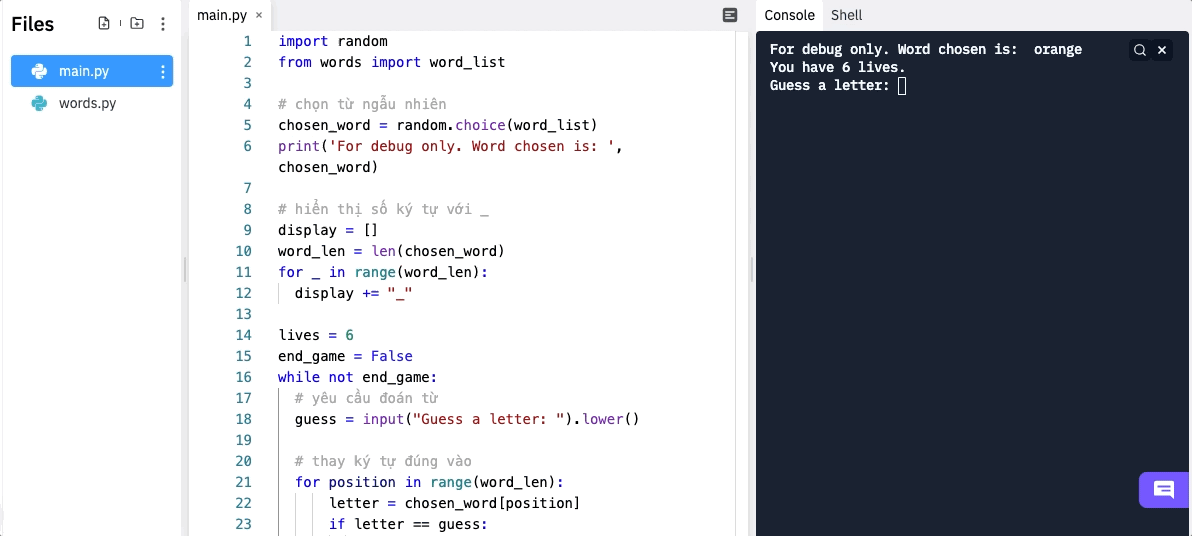 Files
main.py
words.py
main.py ×
1 import random
2 from words import word_list
3
4 # chọn từ ngẫu nhiên
5 chosen_word = random.choice(word_list)
6 print('For debug only. Word chosen is: ',
chosen_word)
7
8 # hiển thị số ký tự với _
9 display = []
10 word_len = len(chosen_word)
11 for _ in range(word_len):
12 display += "_"
13
14 lives = 6
15 end_game = False
16 while not end_game:
17 # yêu cầu đoán từ
18 guess = input("Guess a letter: ").lower()
19
20 # thay ký tự đúng vào
21 for position in range(word_len):
22 letter = chosen_word[position]
23 if letter == guess:
Console Shell
For debug only. Word chosen is:  orange
You have 6 lives.
Guess a letter: